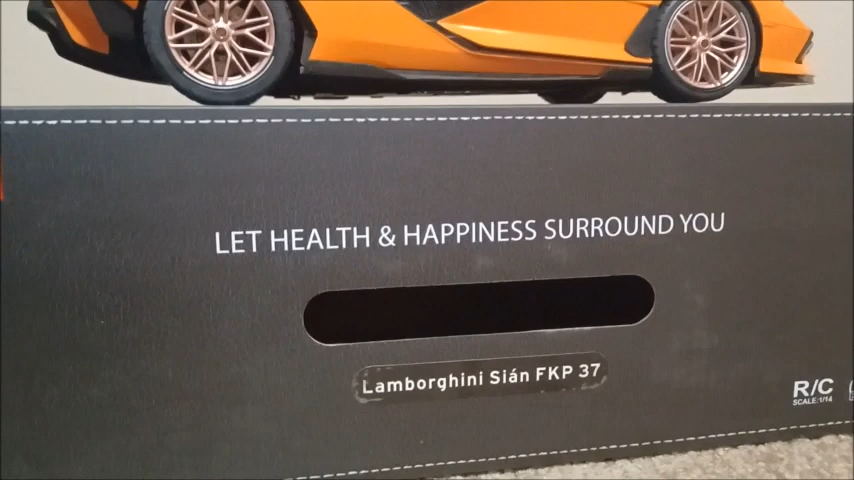 LET HEALTH & HAPPINESS SURROUND YOU
Lamborghini Sián FKP 37
R/C
SCALE:1/14